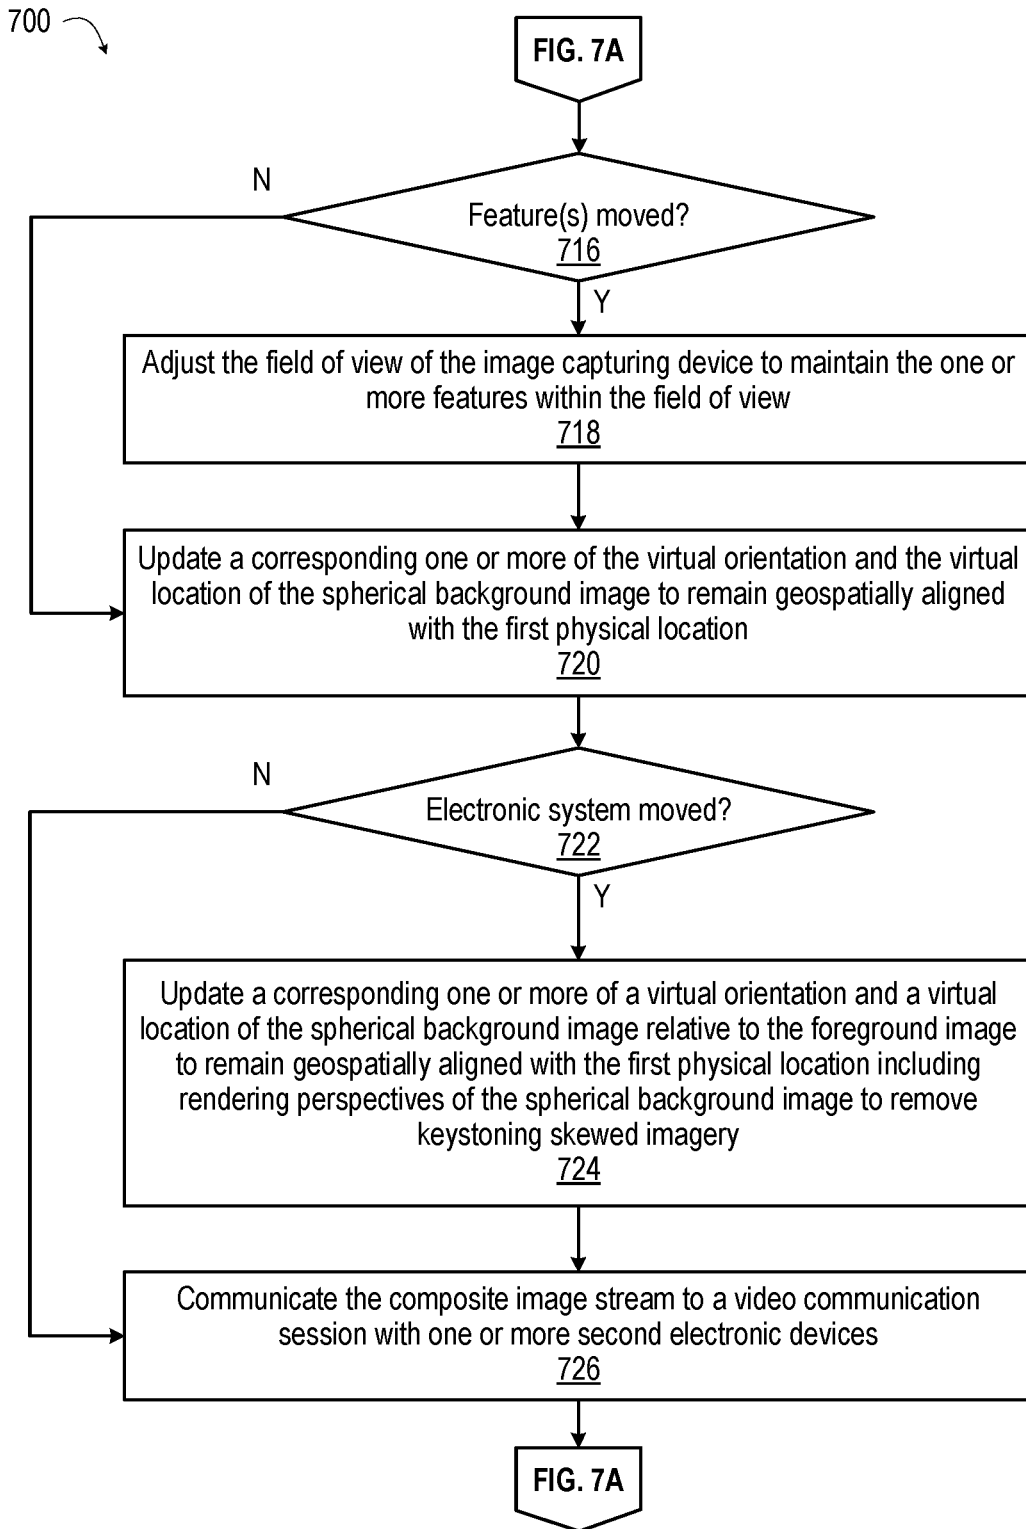 700
FIG. 7A
N
Feature(s) moved?
716
Y
Adjust the field of view of the image capturing device to maintain the one or
more features within the field of view
718
Update a corresponding one or more of the virtual orientation and the virtual
location of the spherical background image to remain geospatially aligned
with the first physical location
720
N
Electronic system moved?
722
Y
Update a corresponding one or more of a virtual orientation and a virtual
location of the spherical background image relative to the foreground image
to remain geospatially aligned with the first physical location including
rendering perspectives of the spherical background image to remove
keystoning skewed imagery
724
Communicate the composite image stream to a video communication
session with one or more second electronic devices
726
FIG. 7A